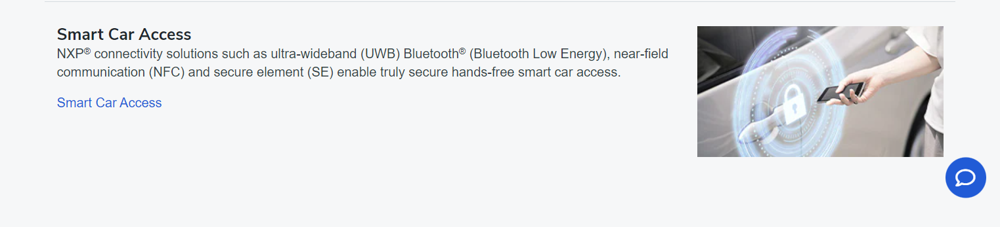 Smart Car Access
NXP® connectivity solutions such as ultra-wideband (UWB) Bluetooth® (Bluetooth Low Energy), near-field
communication (NFC) and secure element (SE) enable truly secure hands-free smart car access.
Smart Car Access